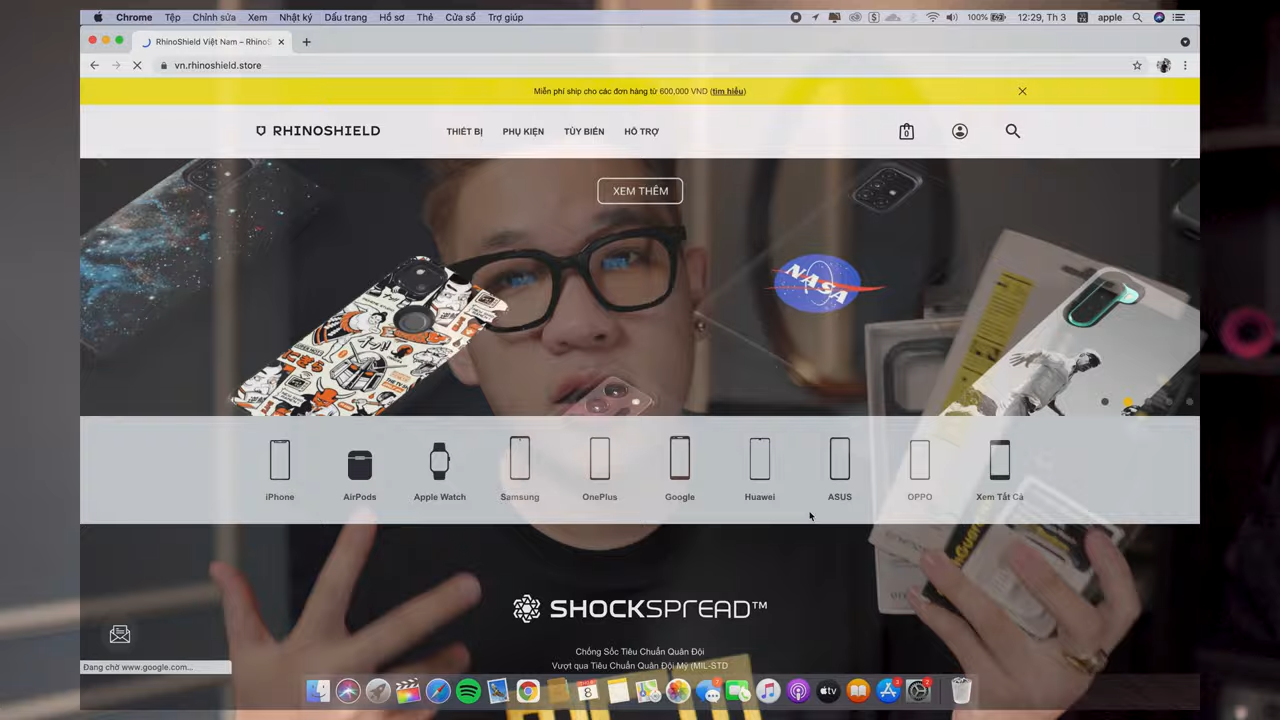 Chrome Tệp Chỉnh sửa Xem Nhật ký Dấu trang Hồ sơ Thẻ Cửa sổ Trợ giúp 100% 12:29, Th 3 apple
RhinoShield Việt Nam – RhinoS
vn.rhinoshield.store
Miễn phí ship cho các đơn hàng từ 600,000 VND (tìm hiểu)
RHINOSHIELD THIẾT BỊ PHỤ KIỆN TÙY BIẾN HỖ TRỢ 0
XEM THÊM
NASA
iPhone AirPods Apple Watch Samsung OnePlus Google Huawei ASUS OPPO Xem Tất Cả
SHOCKSPREAD™
Chống Sốc Tiêu Chuẩn Quân Đội
Vượt qua Tiêu Chuẩn Quân Đội Mỹ (MIL-STD
Đang chờ www.google.com...
8
tv